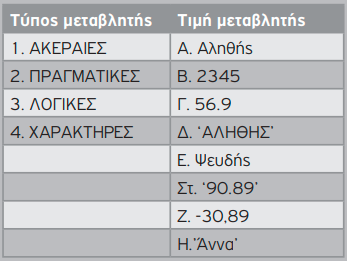 Τύπος μεταβλητής Τιμή μεταβλητής
1. ΑΚΕΡΑΙΕΣ Α. Αληθής
2. ΠΡΑΓΜΑΤΙΚΕΣ Β. 2345
3. ΛΟΓΙΚΕΣ Γ. 56.9
4. ΧΑΡΑΚΤΗΡΕΣ Δ. ‘ΑΛΗΘΗΣ’
Ε. Ψευδής
Στ. ‘90.89’
Ζ. -30,89
Η.‘Άννα’